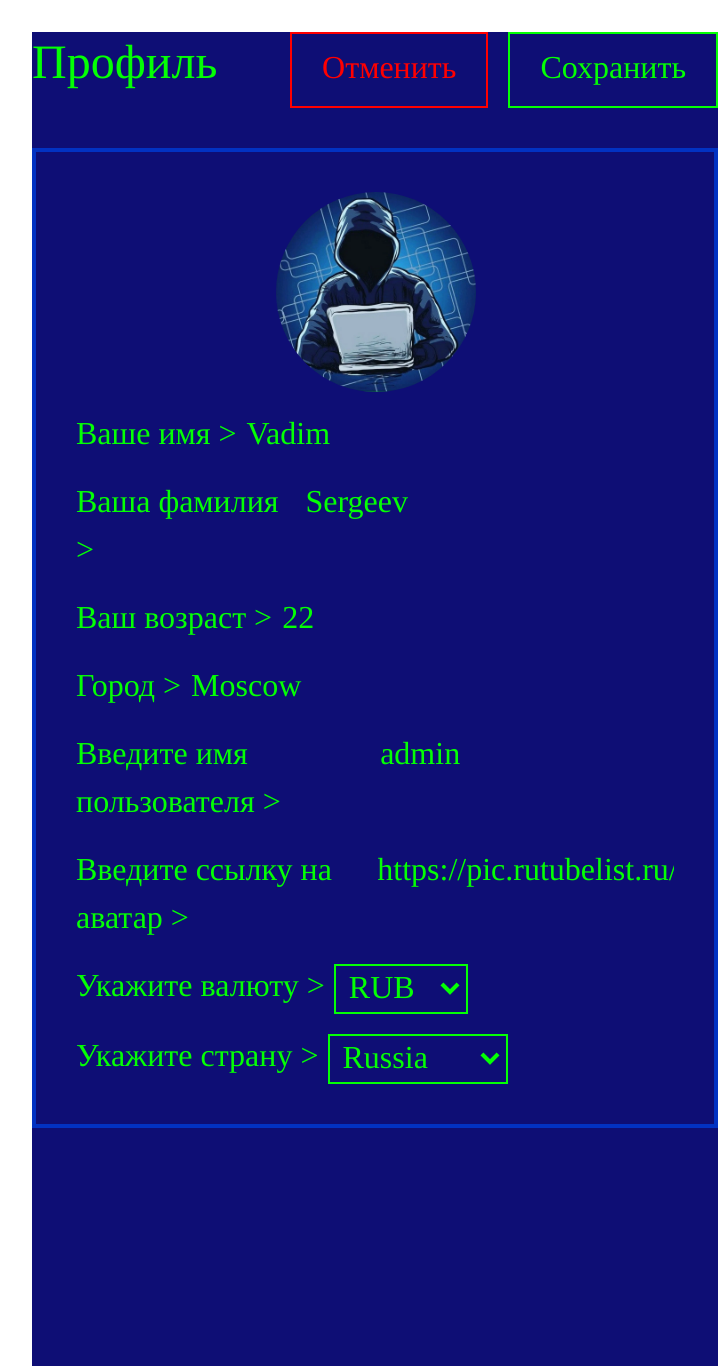 Профиль
Отменить
Сохранить
Ваше имя > Vadim
Ваша фамилия Sergeev
>
Ваш возраст > 22
Город > Moscow
Введите имя admin
пользователя >
Введите ссылку на https://pic.rutubelist.ru/
аватар >
Укажите валюту > RUB
Укажите страну > Russia